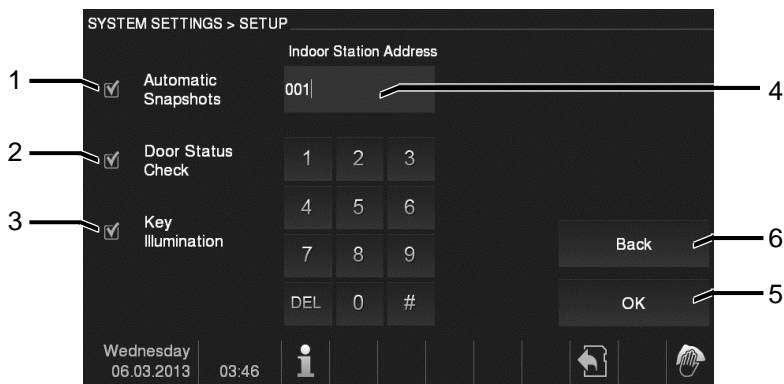 SYSTEM SETTINGS > SETUP
Indoor Station Address
1
Automatic
Snapshots
001
4
2
Door Status
Check
1 2 3
3
Key
Illumination
4 5 6
Back
6
7 8 9
DEL 0 #
OK
5
Wednesday
06.03.2013 03:46
i